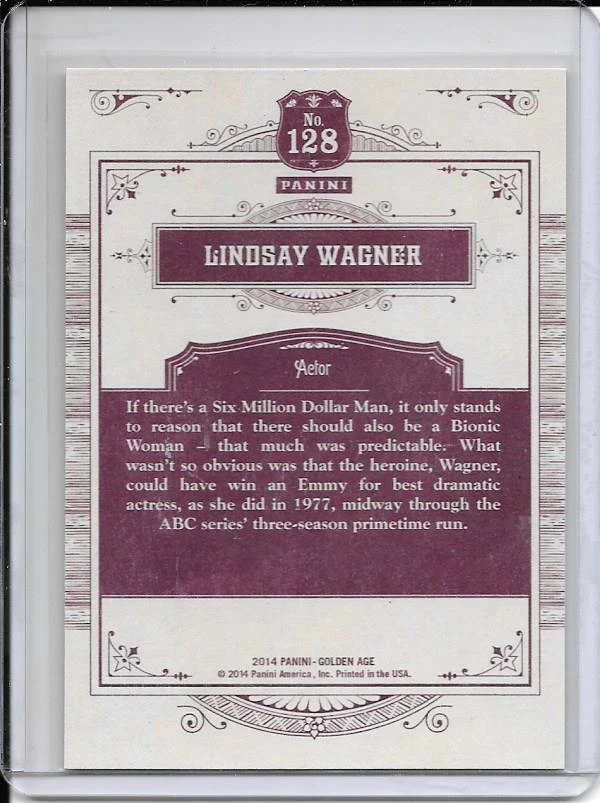 No.
128
PANINI
LINDSAY WAGNER
Actor
If there's a Six Million Dollar Man, it only stands
to reason that there should also be a Bionic
Woman – that much was predictable. What
wasn't so obvious was that the heroine, Wagner,
could have win an Emmy for best dramatic
actress, as she did in 1977, midway through the
ABC series' three-season primetime run.
2014 PANINI - GOLDEN AGE
© 2014 Panini America, Inc. Printed in the USA.